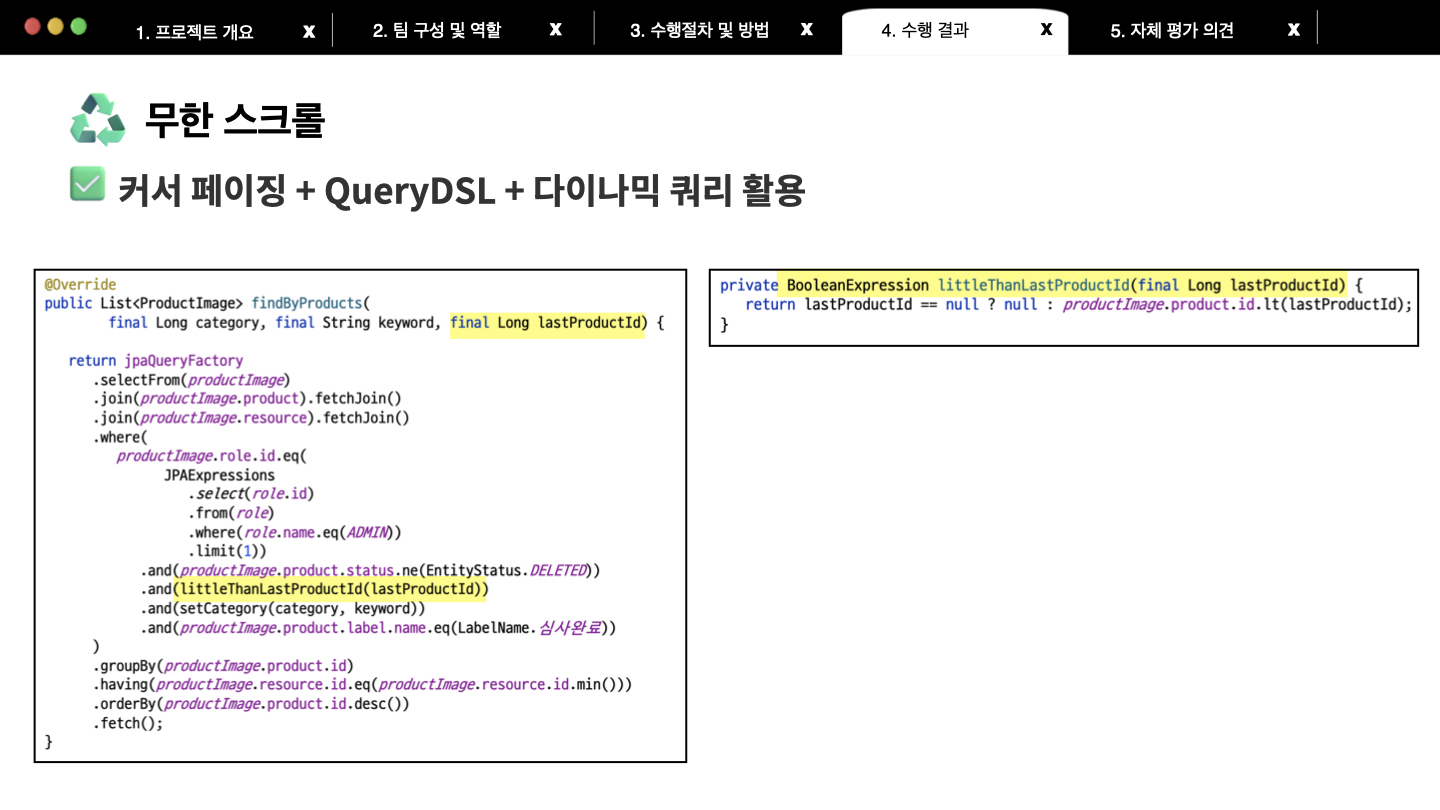 1. 프로젝트 개요 X 2. 팀 구성 및 역할 X 3. 수행절차 및 방법 X 4. 수행 결과 X 5. 자체 평가 의견 X
무한 스크롤
커서 페이징 + QueryDSL + 다이나믹 쿼리 활용
@Override
public List<ProductImage> findByProducts(
final Long category, final String keyword, final Long lastProductId) {
return jpaQueryFactory
.selectFrom(productImage)
.join(productImage.product).fetchJoin()
.join(productImage.resource).fetchJoin()
.where(
productImage.role.id.eq(
JPAExpressions
.select(role.id)
.from(role)
.where(role.name.eq(ADMIN))
.limit(1))
.and(productImage.product.status.ne(EntityStatus.DELETED))
.and(littleThanLastProductId(lastProductId))
.and(setCategory(category, keyword))
.and(productImage.product.label.name.eq(LabelName.심사완료))
)
.groupBy(productImage.product.id)
.having(productImage.resource.id.eq(productImage.resource.id.min()))
.orderBy(productImage.product.id.desc())
.fetch();
}
private BooleanExpression littleThanLastProductId(final Long lastProductId) {
return lastProductId == null ? null : productImage.product.id.lt(lastProductId);
}